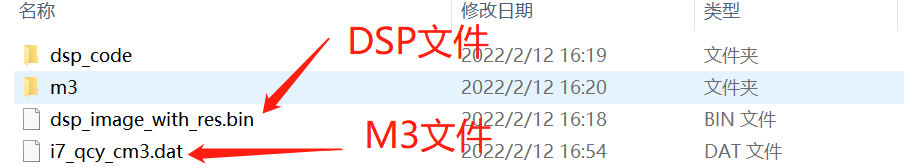 名称 修改日期 类型
DSP文件
dsp_code 2022/2/12 16:19 文件夹
m3 2022/2/12 16:20 文件夹
dsp_image_with_res.bin 2022/2/12 16:18 BIN 文件
M3文件
i7_qcy_cm3.dat 2022/2/12 16:54 DAT 文件